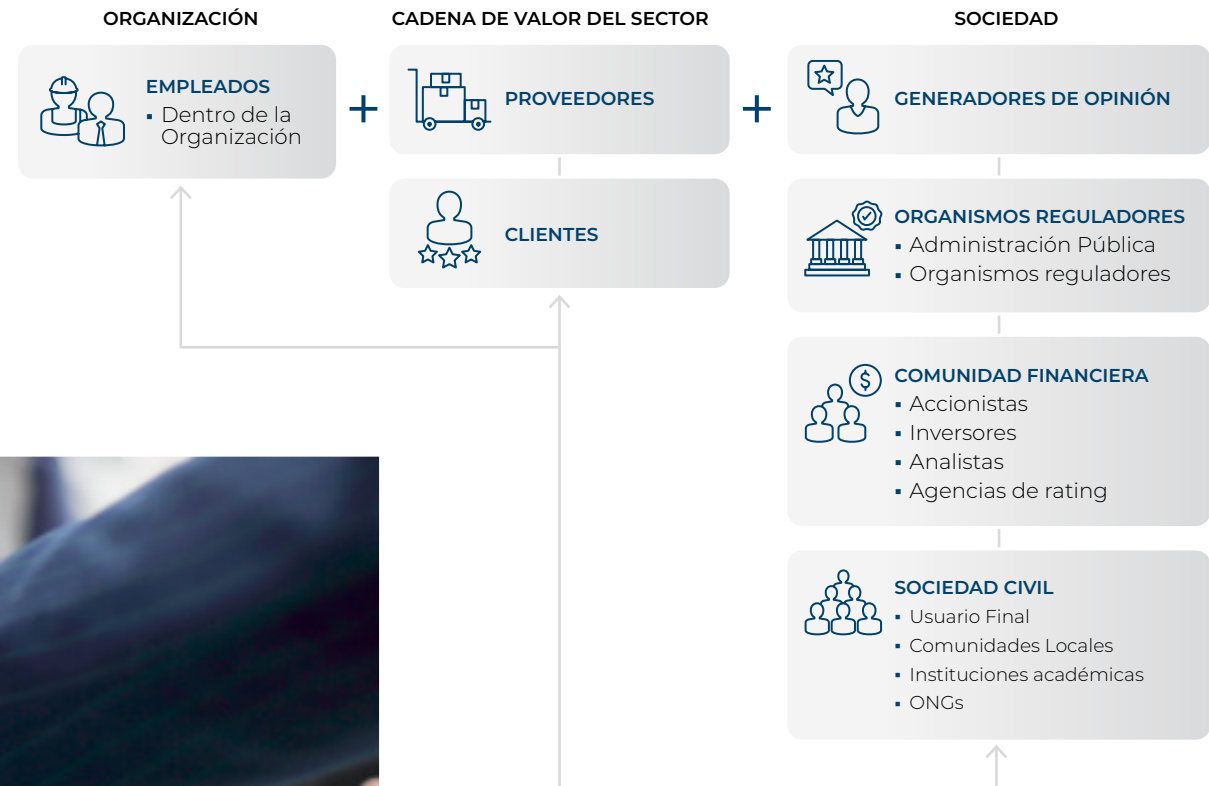 ORGANIZACIÓN
EMPLEADOS
▪ Dentro de la
Organización
CADENA DE VALOR DEL SECTOR
PROVEEDORES
CLIENTES
SOCIEDAD
GENERADORES DE OPINIÓN
ORGANISMOS REGULADORES
▪ Administración Pública
▪ Organismos reguladores
COMUNIDAD FINANCIERA
▪ Accionistas
▪ Inversores
▪ Analistas
▪ Agencias de rating
SOCIEDAD CIVIL
▪ Usuario Final
▪ Comunidades Locales
▪ Instituciones académicas
▪ ONGs